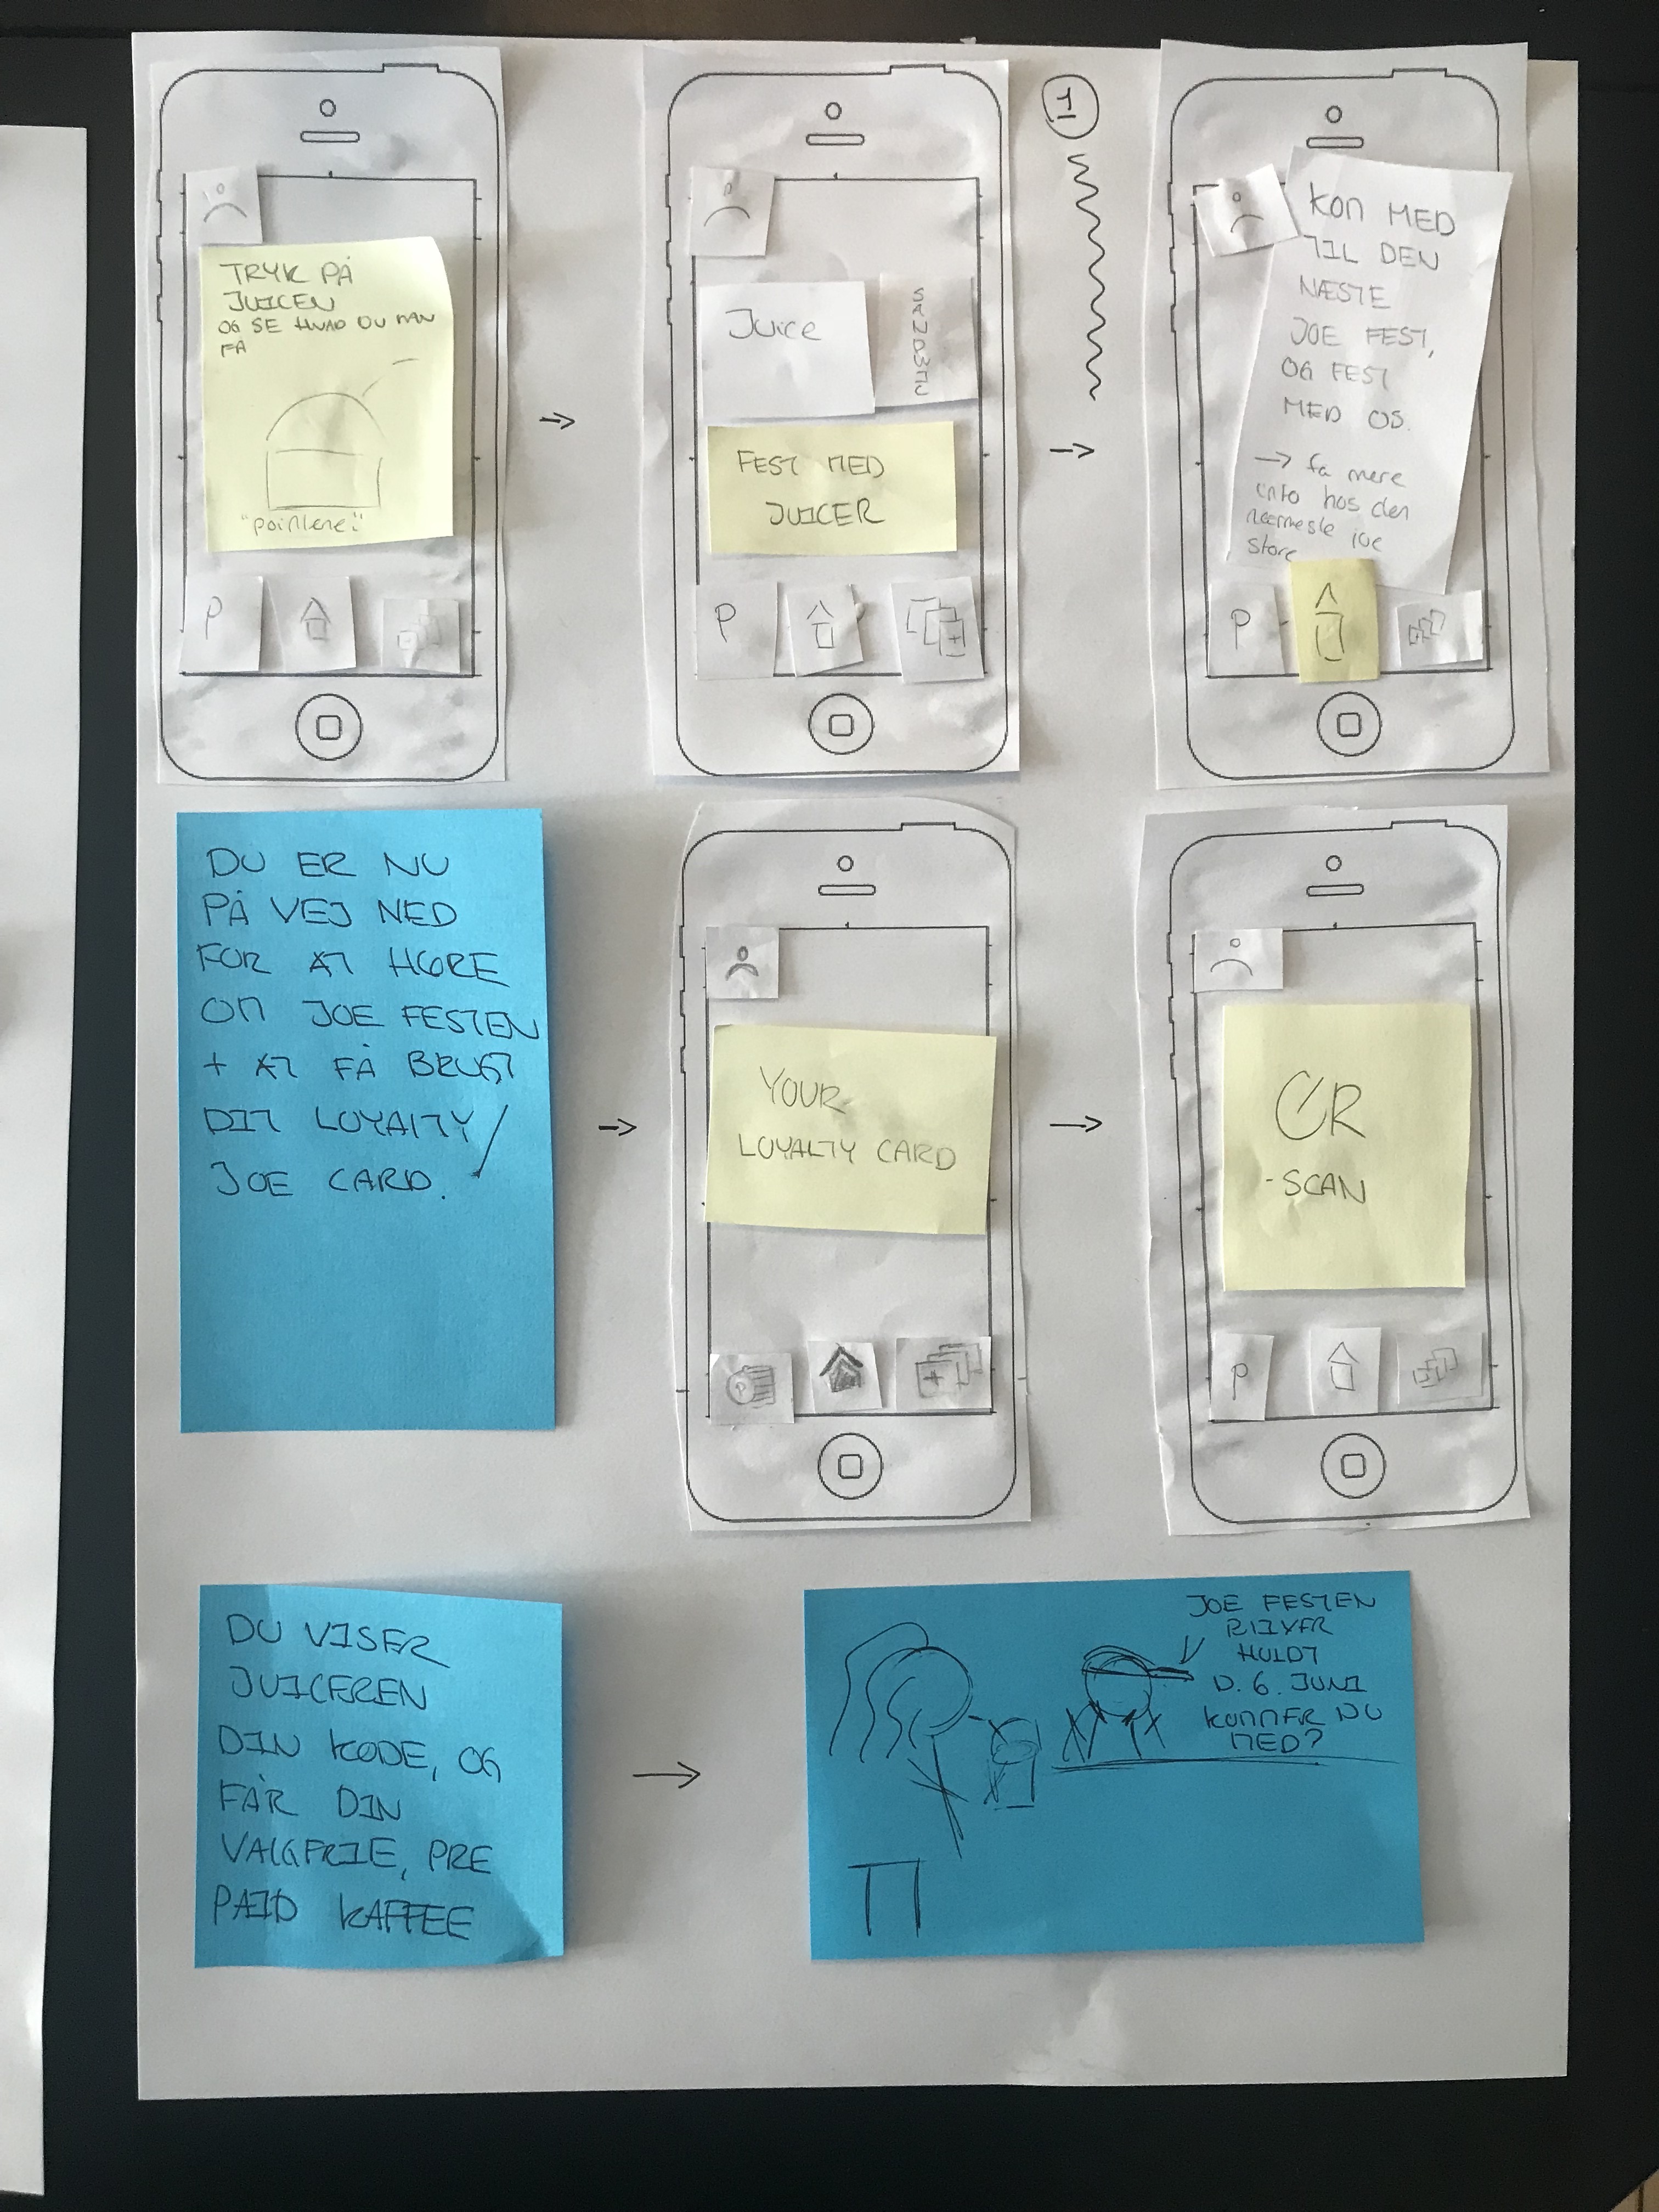 TRYK PÅ
JUICEN
OG SE HVAD DU KAN
FÅ
P
Juice
SANDWICH
FEST MED
JUICER
P
KOM MED
TIL DEN
NÆSTE
JOE FEST,
OG FEST
MED OS.
→ få mere
info hos den
nærmeste joe
store
P
DU ER NU
PÅ VEJ NED
FOR AT HØRE
OM JOE FESTEN
+ AT FÅ BRUGT
DIT LOYALTY/
JOE CARD.
YOUR
LOYALTY CARD
P
QR
-SCAN
P
DU VISER
JUICEREN
DIN KODE, OG
FÅR DIN
VALGFRIE, PRE
PAID KAFFEE
JOE FESTEN
BLIVER
HOLDT
D. 6. JUNI
KOMMER DU
MED?